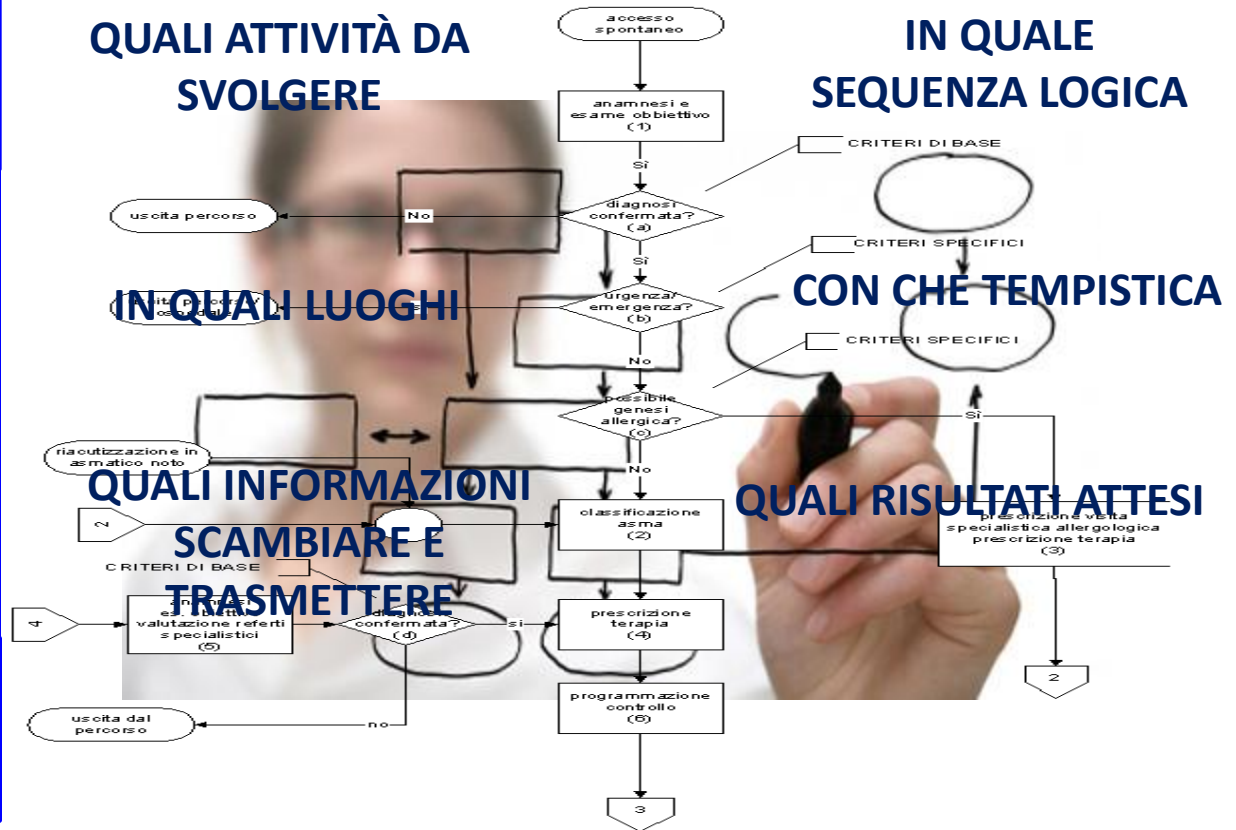 QUALI ATTIVITÀ DA
SVOLGERE
IN QUALE
SEQUENZA LOGICA
accesso
spontaneo
anamnesi e
esame obbiettivo
(1)
Sì
CRITERI DI BASE
diagnosi
confermata?
(a)
No
uscita percorso
Sì
CRITERI SPECIFICI
urgenza/
emergenza?
(b)
IN QUALI LUOGHI
CON CHE TEMPISTICA
No
CRITERI SPECIFICI
possibile
genesi
allergica?
(c)
Sì
No
riacutizzazione in
asmatico noto
QUALI INFORMAZIONI
SCAMBIARE E
TRASMETTERE
QUALI RISULTATI ATTESI
2
classificazione
asma
(2)
prescrizione visita
specialistica allergologica
prescrizione terapia
(3)
CRITERI DI BASE
4
valutazione referti
specialistici
(5)
confermata?
(d)
si
prescrizione
terapia
(4)
2
no
uscita dal
percorso
programmazione
controllo
(6)
3